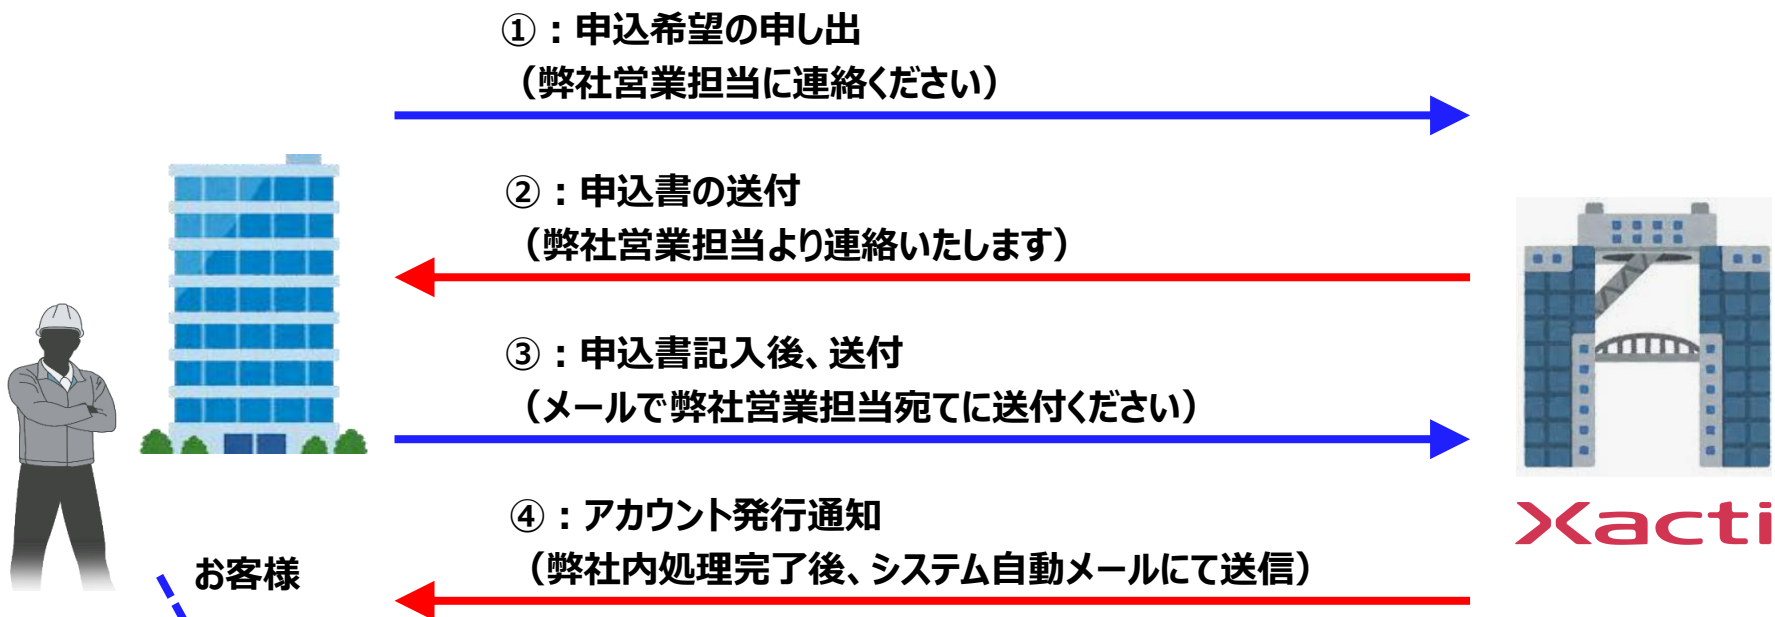 ①：申込希望の申し出
（弊社営業担当に連絡ください）
②：申込書の送付
（弊社営業担当より連絡いたします）
③：申込書記入後、送付
（メールで弊社営業担当宛てに送付ください）
④：アカウント発行通知
（弊社内処理完了後、システム自動メールにて送信）
お客様
Xacti